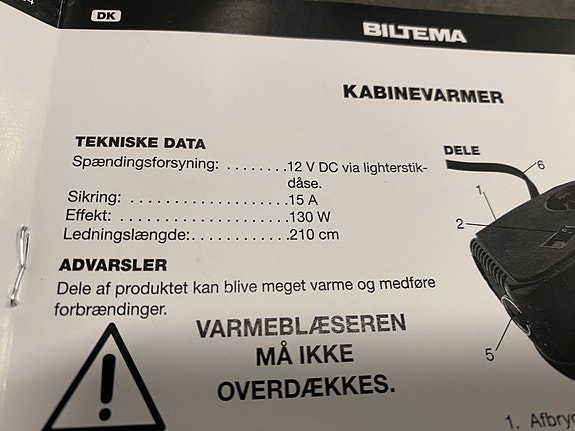 DK
BILTEMA
KABINEVARMER
TEKNISKE DATA
Spændingsforsyning: ........12 V DC via lighterstik-
dåse.
Sikring: ......................15 A
Effekt: .......................130 W
Ledningslængde:............210 cm
ADVARSLER
Dele af produktet kan blive meget varme og medføre
forbrændinger.
VARMEBLÆSEREN
MÅ IKKE
OVERDÆKKES.
DELE
6
1
2
5
1. Afbry